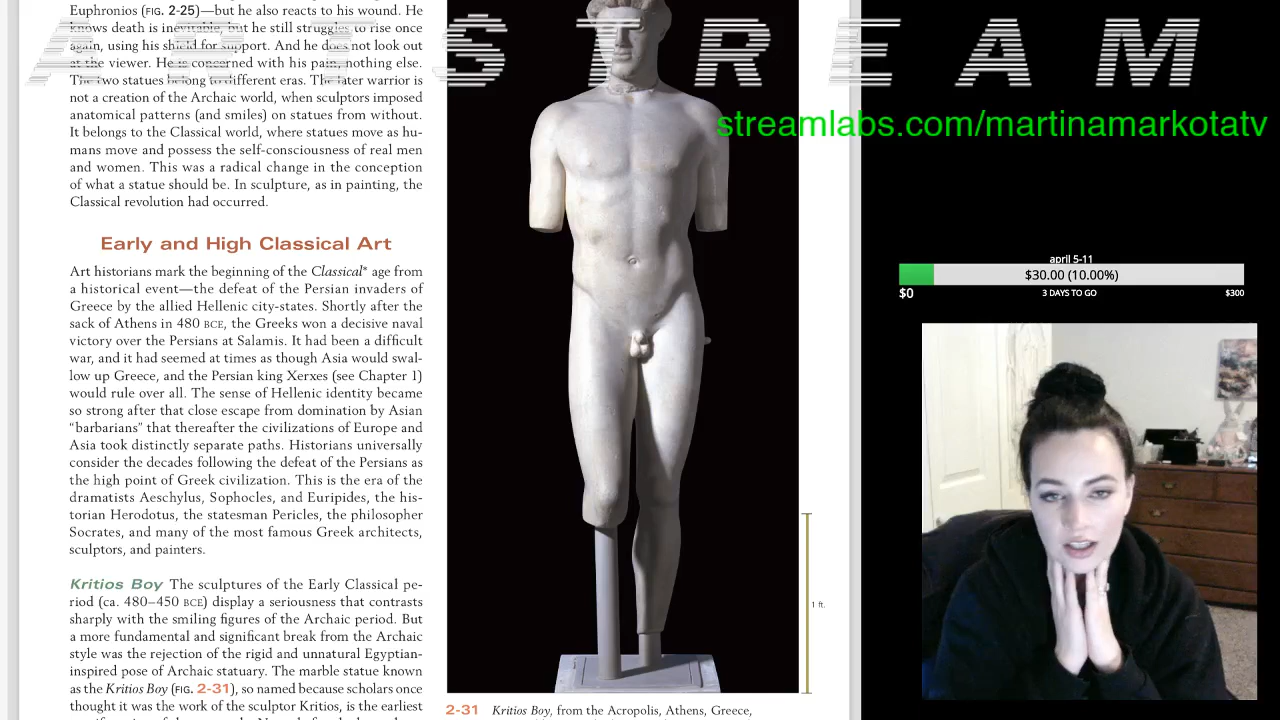 Euphronios (FIG. 2-25)—but he also reacts to his wound. He
knows death is inevitable, but he still struggles to rise once
again, using his shield for support. And he does not look out
at the viewer. He is concerned with his pain, nothing else.
The two statues belong to different eras. The later warrior is
not a creation of the Archaic world, when sculptors imposed
anatomical patterns (and smiles) on statues from without.
It belongs to the Classical world, where statues move as hu-
mans move and possess the self-consciousness of real men
and women. This was a radical change in the conception
of what a statue should be. In sculpture, as in painting, the
Classical revolution had occurred.
Early and High Classical Art
Art historians mark the beginning of the Classical* age from
a historical event—the defeat of the Persian invaders of
Greece by the allied Hellenic city-states. Shortly after the
sack of Athens in 480 BCE, the Greeks won a decisive naval
victory over the Persians at Salamis. It had been a difficult
war, and it had seemed at times as though Asia would swal-
low up Greece, and the Persian king Xerxes (see Chapter 1)
would rule over all. The sense of Hellenic identity became
so strong after that close escape from domination by Asian
“barbarians” that thereafter the civilizations of Europe and
Asia took distinctly separate paths. Historians universally
consider the decades following the defeat of the Persians as
the high point of Greek civilization. This is the era of the
dramatists Aeschylus, Sophocles, and Euripides, the his-
torian Herodotus, the statesman Pericles, the philosopher
Socrates, and many of the most famous Greek architects,
sculptors, and painters.
Kritios Boy The sculptures of the Early Classical pe-
riod (ca. 480–450 BCE) display a seriousness that contrasts
sharply with the smiling figures of the Archaic period. But
a more fundamental and significant break from the Archaic
style was the rejection of the rigid and unnatural Egyptian-
inspired pose of Archaic statuary. The marble statue known
as the Kritios Boy (FIG. 2-31), so named because scholars once
thought it was the work of the sculptor Kritios, is the earliest
1 ft.
2-31 Kritios Boy, from the Acropolis, Athens, Greece,
STREAM
streamlabs.com/martinamarkotatv
april 5-11
$30.00 (10.00%)
$0 3 DAYS TO GO $300